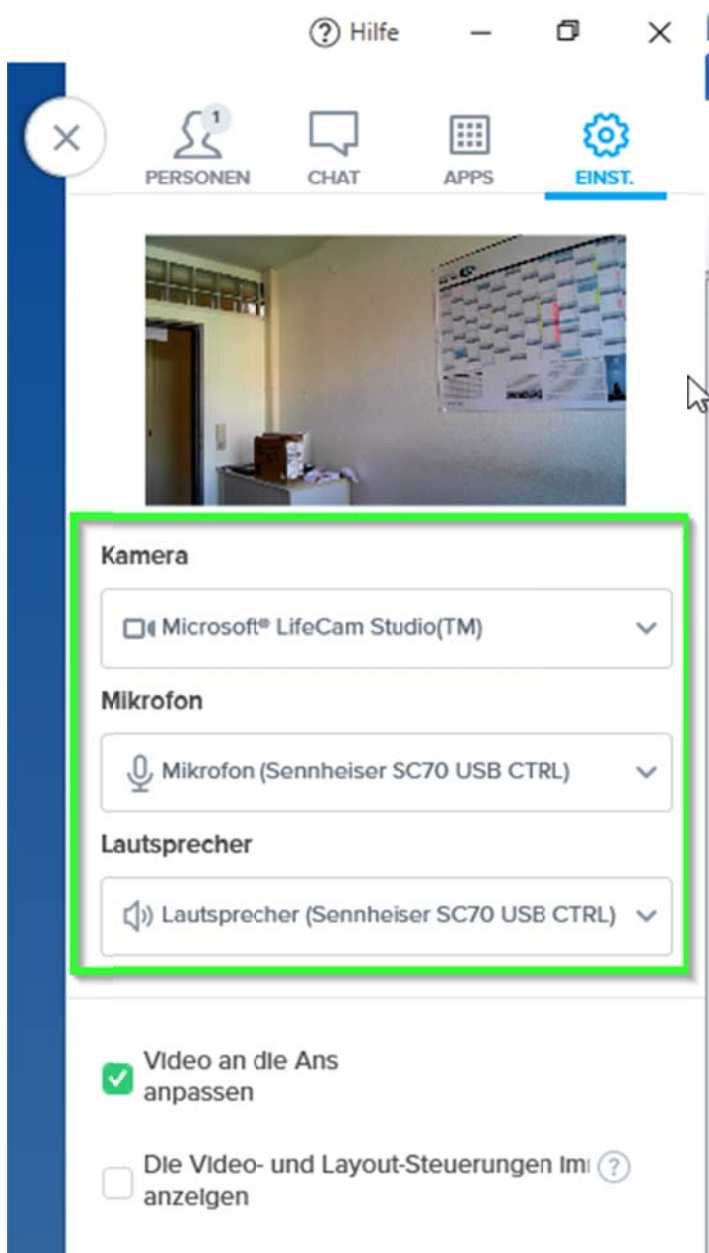 Hilfe
1
PERSONEN CHAT APPS EINST.
Kamera
Microsoft® LifeCam Studio(TM)
Mikrofon
Mikrofon (Sennheiser SC70 USB CTRL)
Lautsprecher
Lautsprecher (Sennheiser SC70 USB CTRL)
Video an die Ans
anpassen
Die Video- und Layout-Steuerungen im
anzeigen